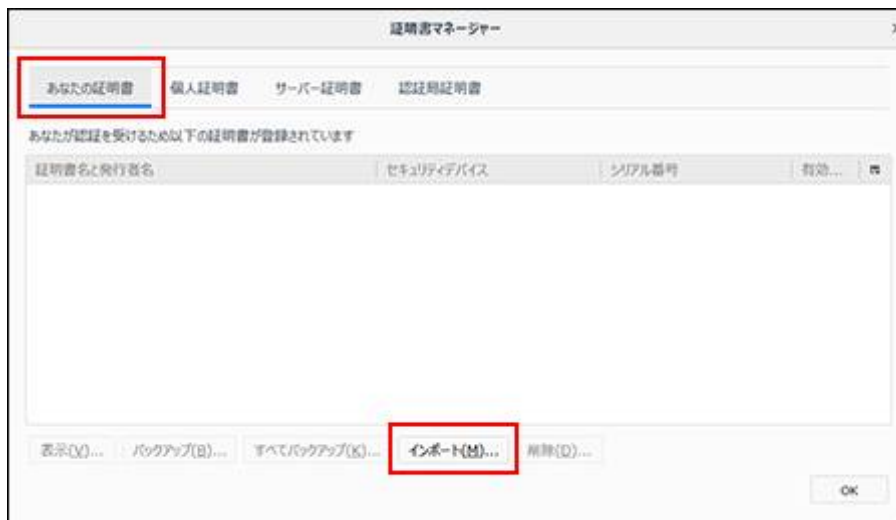 証明書マネージャー
あなたの証明書 個人証明書 サーバー証明書 認証局証明書
あなたが認証を受けるため以下の証明書が登録されています
証明書名と発行者名 セキュリティデバイス シリアル番号 有効...
表示(V)... バックアップ(B)... すべてバックアップ(K)... インポート(M)... 削除(D)...
OK